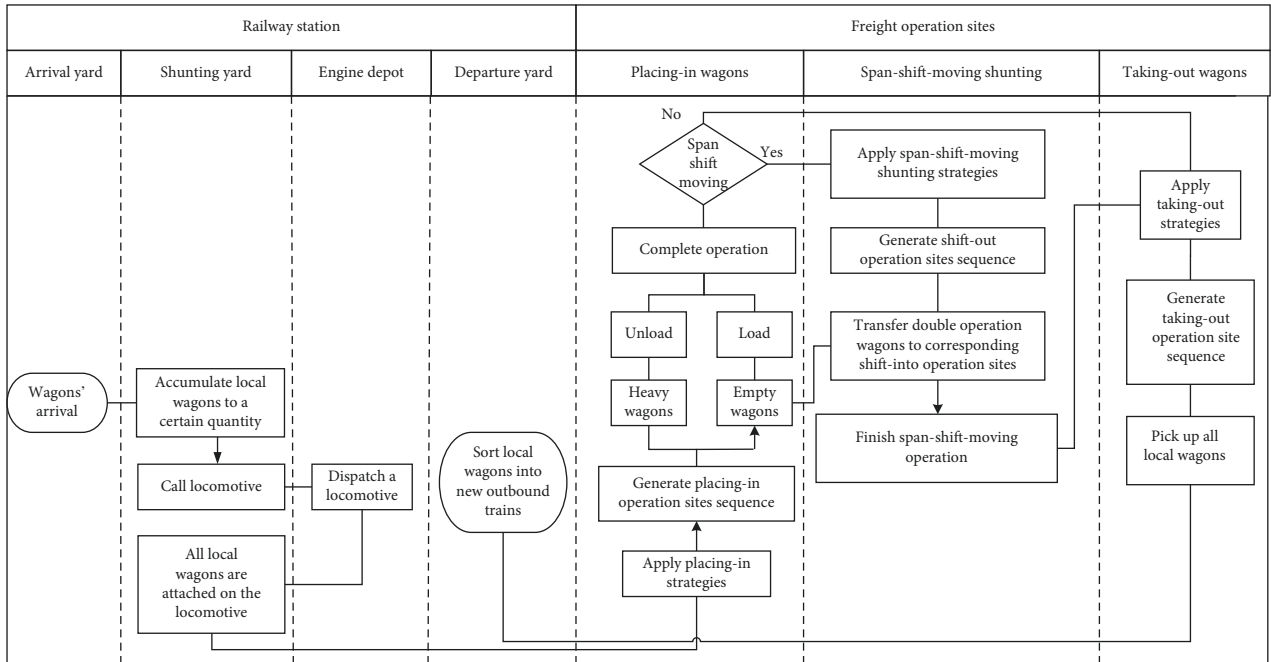 Railway station
Freight operation sites
Arrival yard
Shunting yard
Engine depot
Departure yard
Placing-in wagons
Span-shift-moving shunting
Taking-out wagons
Wagons'
arrival
Accumulate local
wagons to a
certain quantity
Call locomotive
All local
wagons are
attached on the
locomotive
Dispatch a
locomotive
Sort local
wagons into
new outbound
trains
No
Span
shift
moving
Yes
Complete operation
Unload
Load
Heavy
wagons
Empty
wagons
Generate placing-in
operation sites sequence
Apply placing-in
strategies
Apply span-shift-moving
shunting strategies
Generate shift-out
operation sites sequence
Transfer double operation
wagons to corresponding
shift-into operation sites
Finish span-shift-moving
operation
Apply
taking-out
strategies
Generate
taking-out
operation site
sequence
Pick up all
local wagons